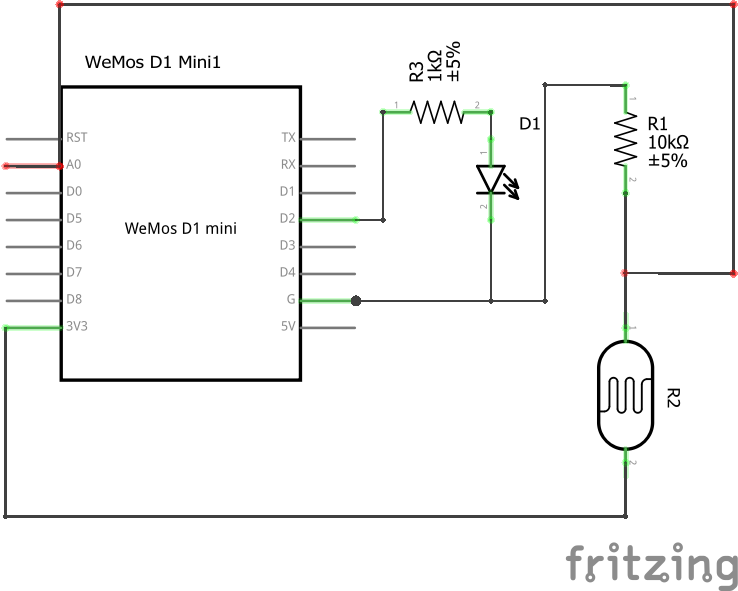 WeMos D1 Mini1
RST
A0
D0
D5
D6
D7
D8
3V3
WeMos D1 mini
TX
RX
D1
D2
D3
D4
G
5V
R3
1kΩ
±5%
1
2
D1
1
2
1
R1
10kΩ
±5%
2
1
R2
2
fritzing